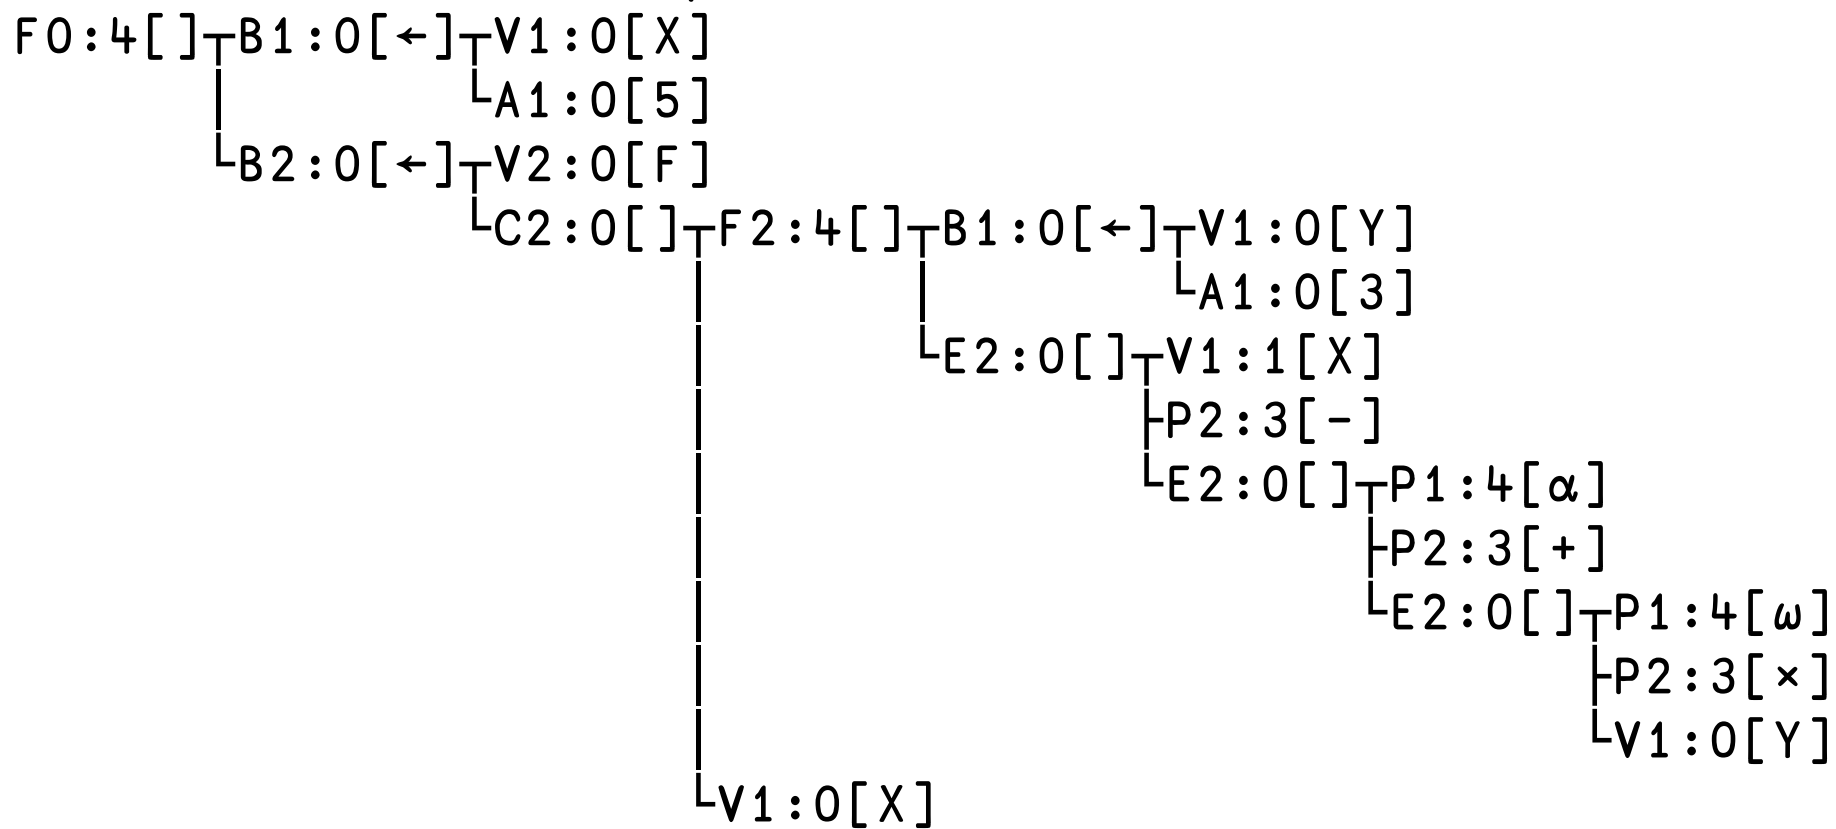 F0:4[]┬B1:0[←]┬V1:0[X]
│ └A1:0[5]
└B2:0[←]┬V2:0[F]
└C2:0[]┬F2:4[]┬B1:0[←]┬V1:0[Y]
│ │ └A1:0[3]
│ └E2:0[]┬V1:1[X]
│ ├P2:3[-]
│ └E2:0[]┬P1:4[⍺]
│ ├P2:3[+]
│ └E2:0[]┬P1:4[⍵]
│ ├P2:3[×]
│ └V1:0[Y]
└V1:0[X]